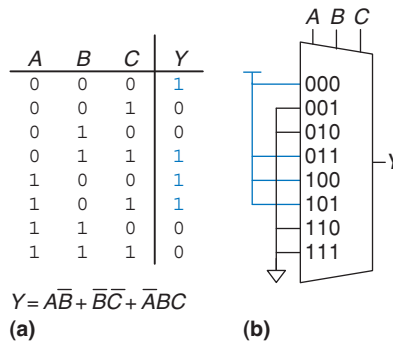 A B C Y
0 0 0 1
0 0 1 0
0 1 0 0
0 1 1 1
1 0 0 1
1 0 1 1
1 1 0 0
1 1 1 0
Y = AB̅ + B̅C̅ + A̅BC
(a)
A B C
000
001
010
011
100
101
110
111
Y
(b)